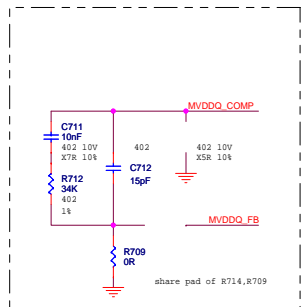 MVDDQ_COMP
C711
10nF
402 10V
X7R 10%
402
402 10V
X5R 10%
C712
15pF
R712
34K
402
1%
MVDDQ_FB
R709
0R
share pad of R714,R709